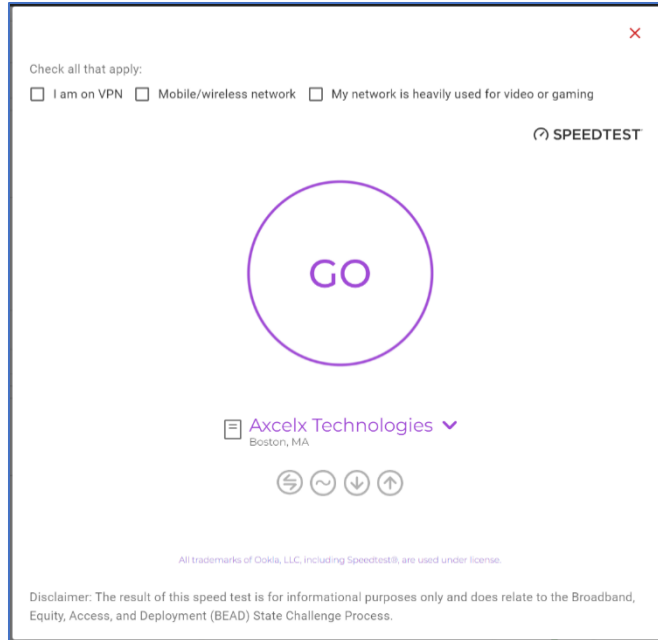 Check all that apply:
I am on VPN Mobile/wireless network My network is heavily used for video or gaming
SPEEDTEST
GO
Axcelx Technologies
Boston, MA
All trademarks of Ookla, LLC, including Speedtest®, are used under license.
Disclaimer: The result of this speed test is for informational purposes only and does relate to the Broadband,
Equity, Access, and Deployment (BEAD) State Challenge Process.